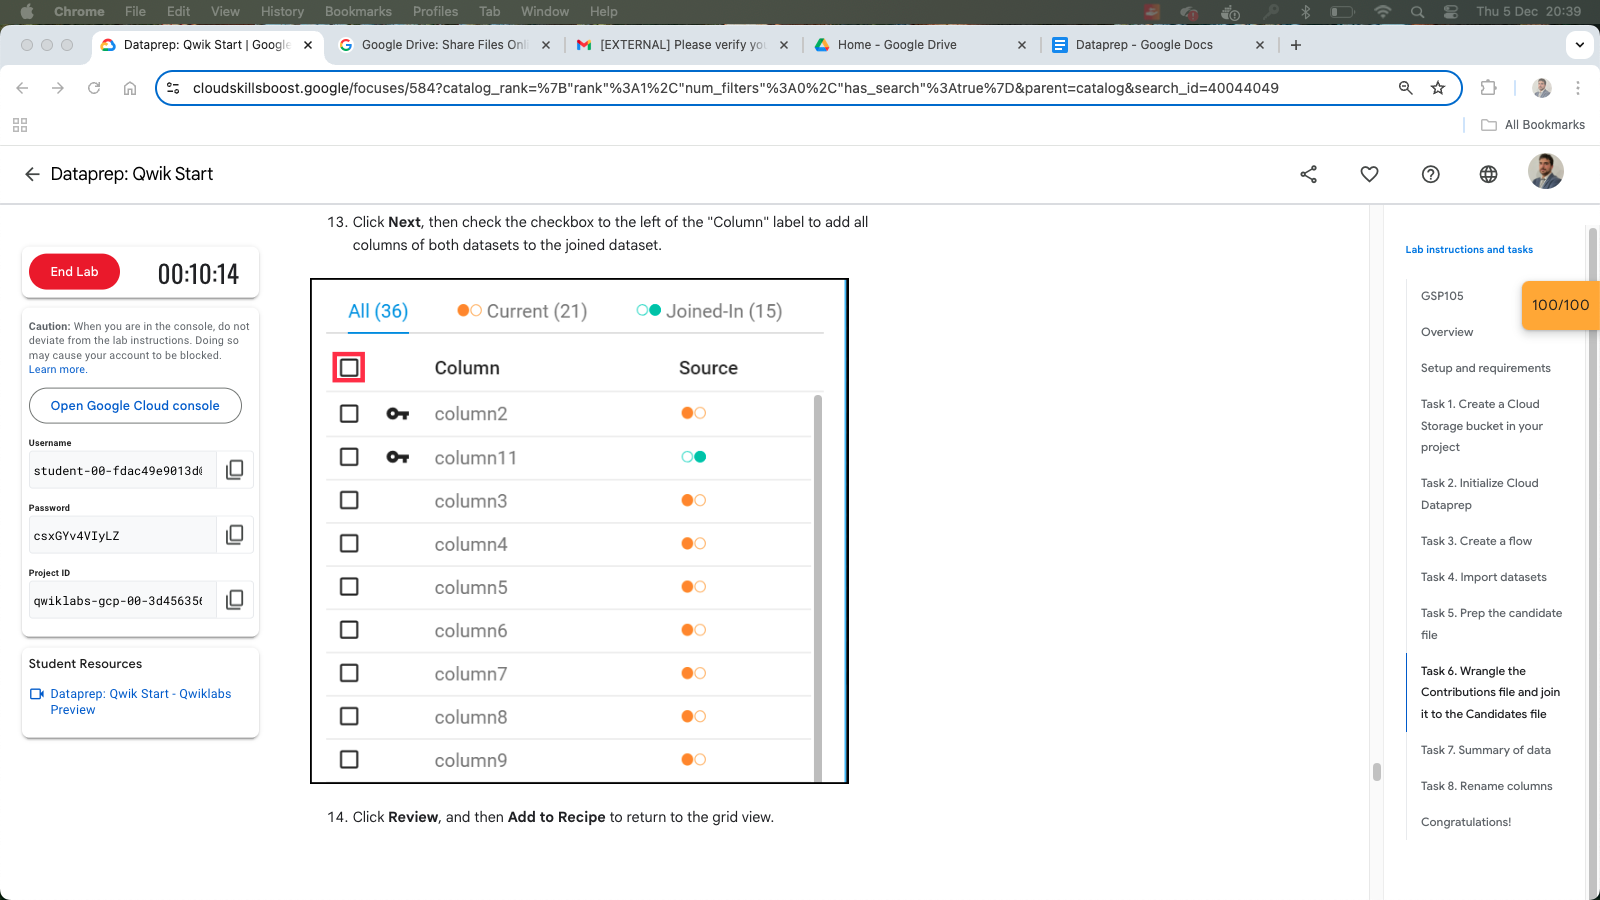 Chrome File Edit View History Bookmarks Profiles Tab Window Help Thu 5 Dec 20:39
Dataprep: Qwik Start | Google
Google Drive: Share Files Onli
[EXTERNAL] Please verify you
Home - Google Drive
Dataprep - Google Docs
cloudskillsboost.google/focuses/584?catalog_rank=%7B"rank"%3A1%2C"num_filters"%3A0%2C"has_search"%3Atrue%7D&parent=catalog&search_id=40044049
All Bookmarks
Dataprep: Qwik Start
End Lab 00:10:14
Caution: When you are in the console, do not
deviate from the lab instructions. Doing so
may cause your account to be blocked.
Learn more.
Open Google Cloud console
Username
student-00-fdac49e9013d0
Password
csxGYv4VIyLZ
Project ID
qwiklabs-gcp-00-3d456356
Student Resources
Dataprep: Qwik Start - Qwiklabs
Preview
13. Click Next, then check the checkbox to the left of the "Column" label to add all
columns of both datasets to the joined dataset.
All (36) Current (21) Joined-In (15)
Column Source
column2
column11
column3
column4
column5
column6
column7
column8
column9
14. Click Review, and then Add to Recipe to return to the grid view.
Lab instructions and tasks
GSP105
100/100
Overview
Setup and requirements
Task 1. Create a Cloud
Storage bucket in your
project
Task 2. Initialize Cloud
Dataprep
Task 3. Create a flow
Task 4. Import datasets
Task 5. Prep the candidate
file
Task 6. Wrangle the
Contributions file and join
it to the Candidates file
Task 7. Summary of data
Task 8. Rename columns
Congratulations!